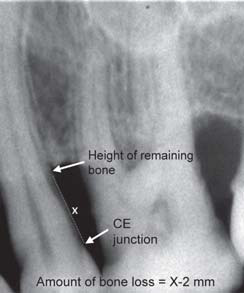 Height of remaining
bone
x
CE
junction
Amount of bone loss = X-2 mm